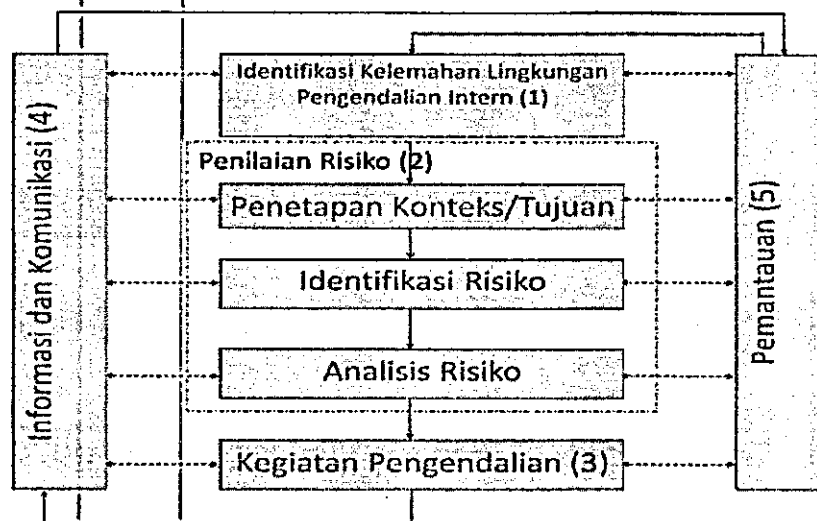 Identifikasi Kelemahan Lingkungan
Pengendalian Intern (1)
Penilaian Risiko (2)
Penetapan Konteks/Tujuan
Identifikasi Risiko
Analisis Risiko
Kegiatan Pengendalian (3)
Informasi dan Komunikasi (4)
Pemantauan (5)